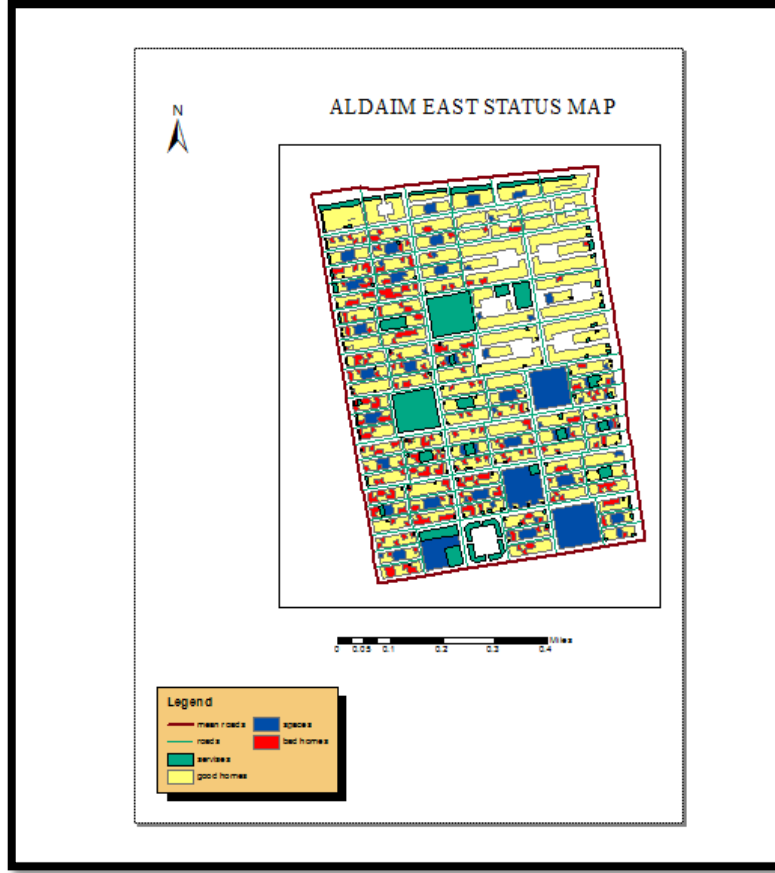 N
ALDAIM EAST STATUS MAP
Miles
0 0.05 0.1 0.2 0.3 0.4
Legend
mean roads
roads
servises
good homes
spaces
bad homes